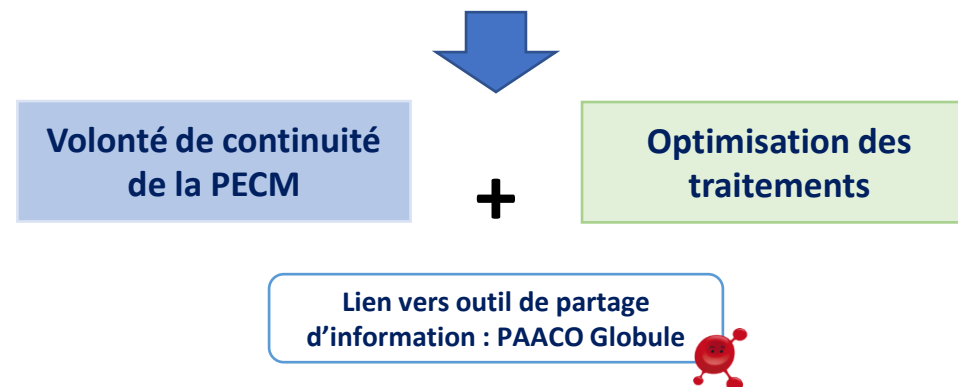 Volonté de continuité
de la PECM
+
Optimisation des
traitements
Lien vers outil de partage
d’information : PAACO Globule